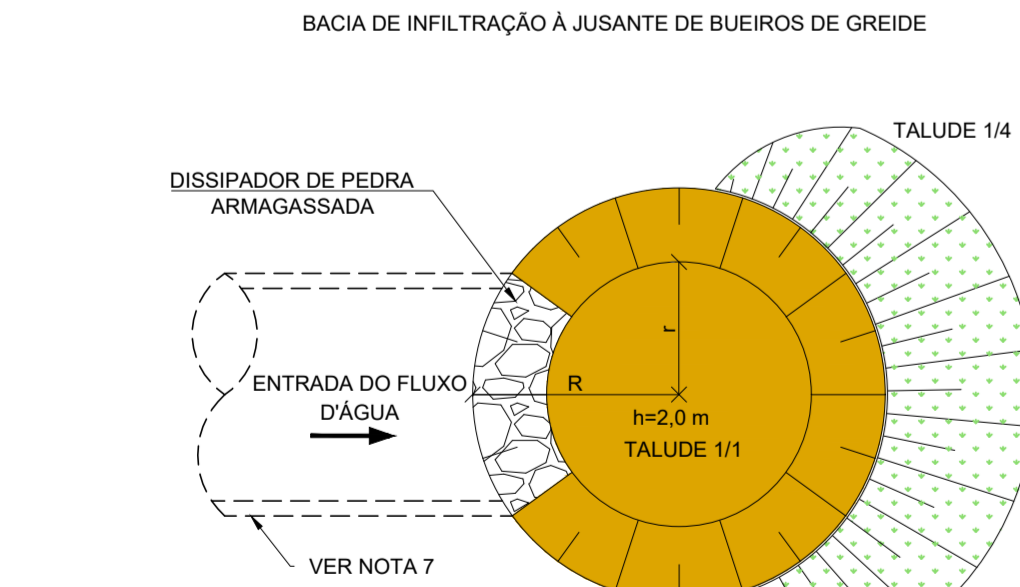 BACIA DE INFILTRAÇÃO À JUSANTE DE BUEIROS DE GREIDE
TALUDE 1/4
DISSIPADOR DE PEDRA
ARMAGASSADA
r
R
ENTRADA DO FLUXO
D'ÁGUA
h=2,0 m
TALUDE 1/1
VER NOTA 7